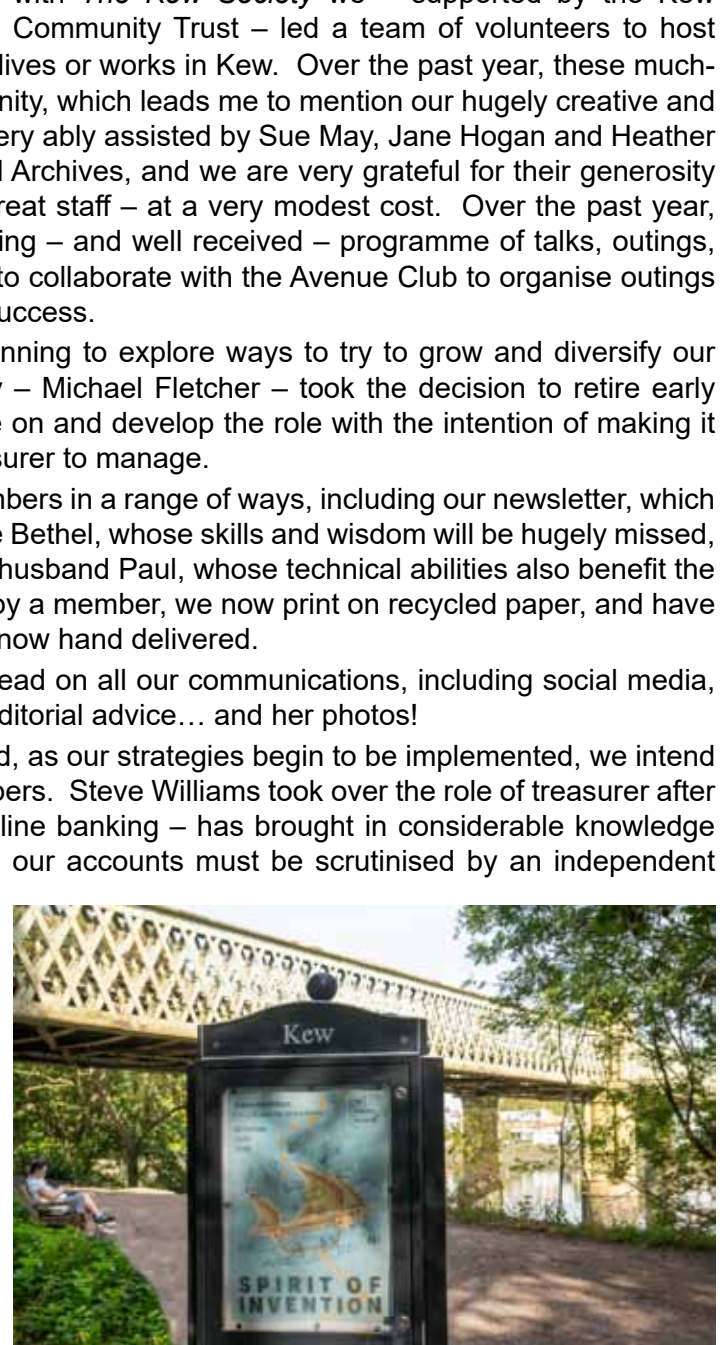 with The Kew Society we – supported by the Kew
Community Trust – led a team of volunteers to host
lives or works in Kew. Over the past year, these much-
nity, which leads me to mention our hugely creative and
ery ably assisted by Sue May, Jane Hogan and Heather
Archives, and we are very grateful for their generosity
reat staff – at a very modest cost. Over the past year,
ing – and well received – programme of talks, outings,
to collaborate with the Avenue Club to organise outings
uccess.
nning to explore ways to try to grow and diversify our
– Michael Fletcher – took the decision to retire early
e on and develop the role with the intention of making it
surer to manage.
nbers in a range of ways, including our newsletter, which
e Bethel, whose skills and wisdom will be hugely missed,
husband Paul, whose technical abilities also benefit the
by a member, we now print on recycled paper, and have
now hand delivered.
ead on all our communications, including social media,
ditorial advice… and her photos!
d, as our strategies begin to be implemented, we intend
bers. Steve Williams took over the role of treasurer after
line banking – has brought in considerable knowledge
our accounts must be scrutinised by an independent
Kew
SPIRIT OF
INVENTION